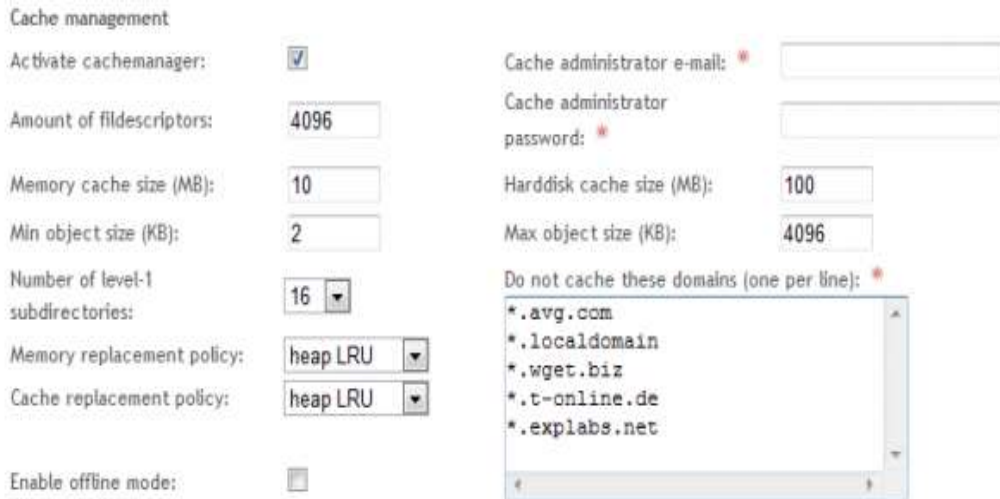 Cache management
Activate cachemanager:
Cache administrator e-mail: *
Amount of fildescriptors: 4096
Cache administrator
password: *
Memory cache size (MB): 10
Harddisk cache size (MB): 100
Min object size (KB): 2
Max object size (KB): 4096
Number of level-1
subdirectories: 16
Do not cache these domains (one per line): *
*.avg.com
*.localdomain
*.wget.biz
*.t-online.de
*.explabs.net
Memory replacement policy: heap LRU
Cache replacement policy: heap LRU
Enable offline mode: